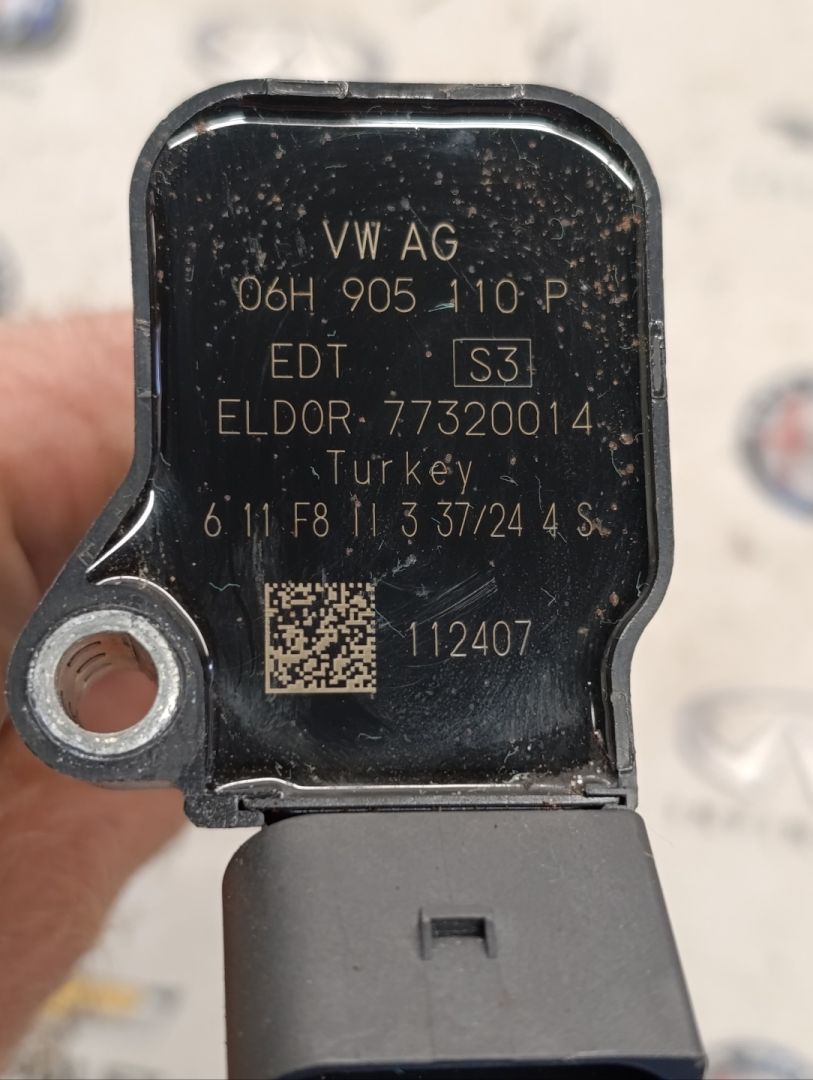 VW AG
06H 905 110 P
EDT S3
ELDOR 77320014
Turkey
6 11 F8 11 3 37/24 4 S
112407